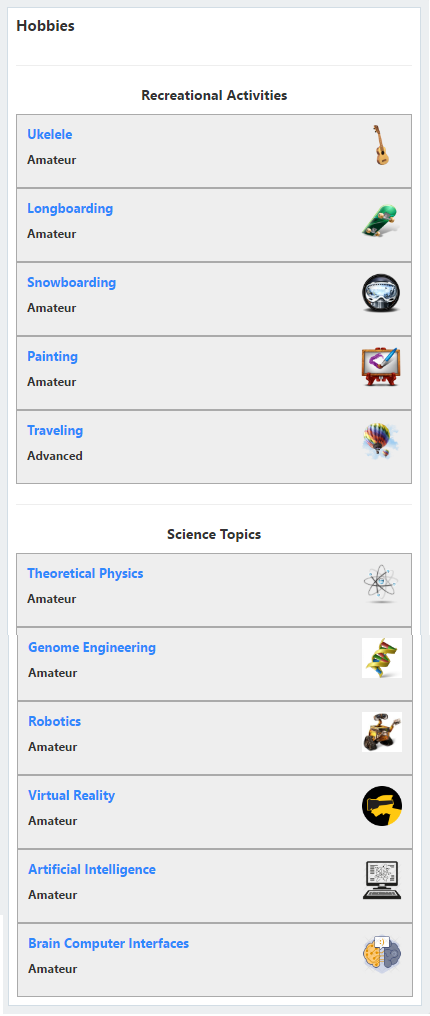 Hobbies
Recreational Activities
Ukelele
Amateur
Longboarding
Amateur
Snowboarding
Amateur
Painting
Amateur
Traveling
Advanced
Science Topics
Theoretical Physics
Amateur
Genome Engineering
Amateur
Robotics
Amateur
Virtual Reality
Amateur
Artificial Intelligence
Amateur
Brain Computer Interfaces
Amateur